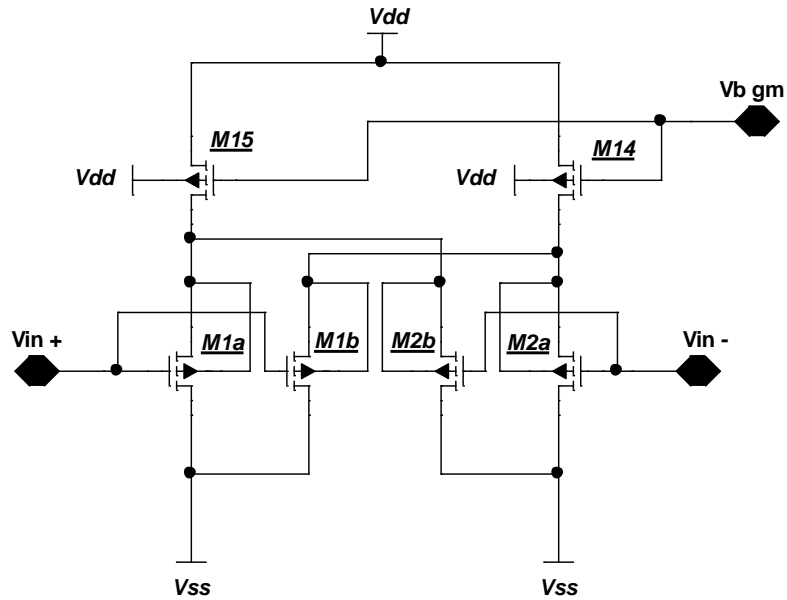 Vdd
Vb gm
M15
M14
Vdd
Vdd
Vin +
M1a
M1b
M2b
M2a
Vin -
Vss
Vss